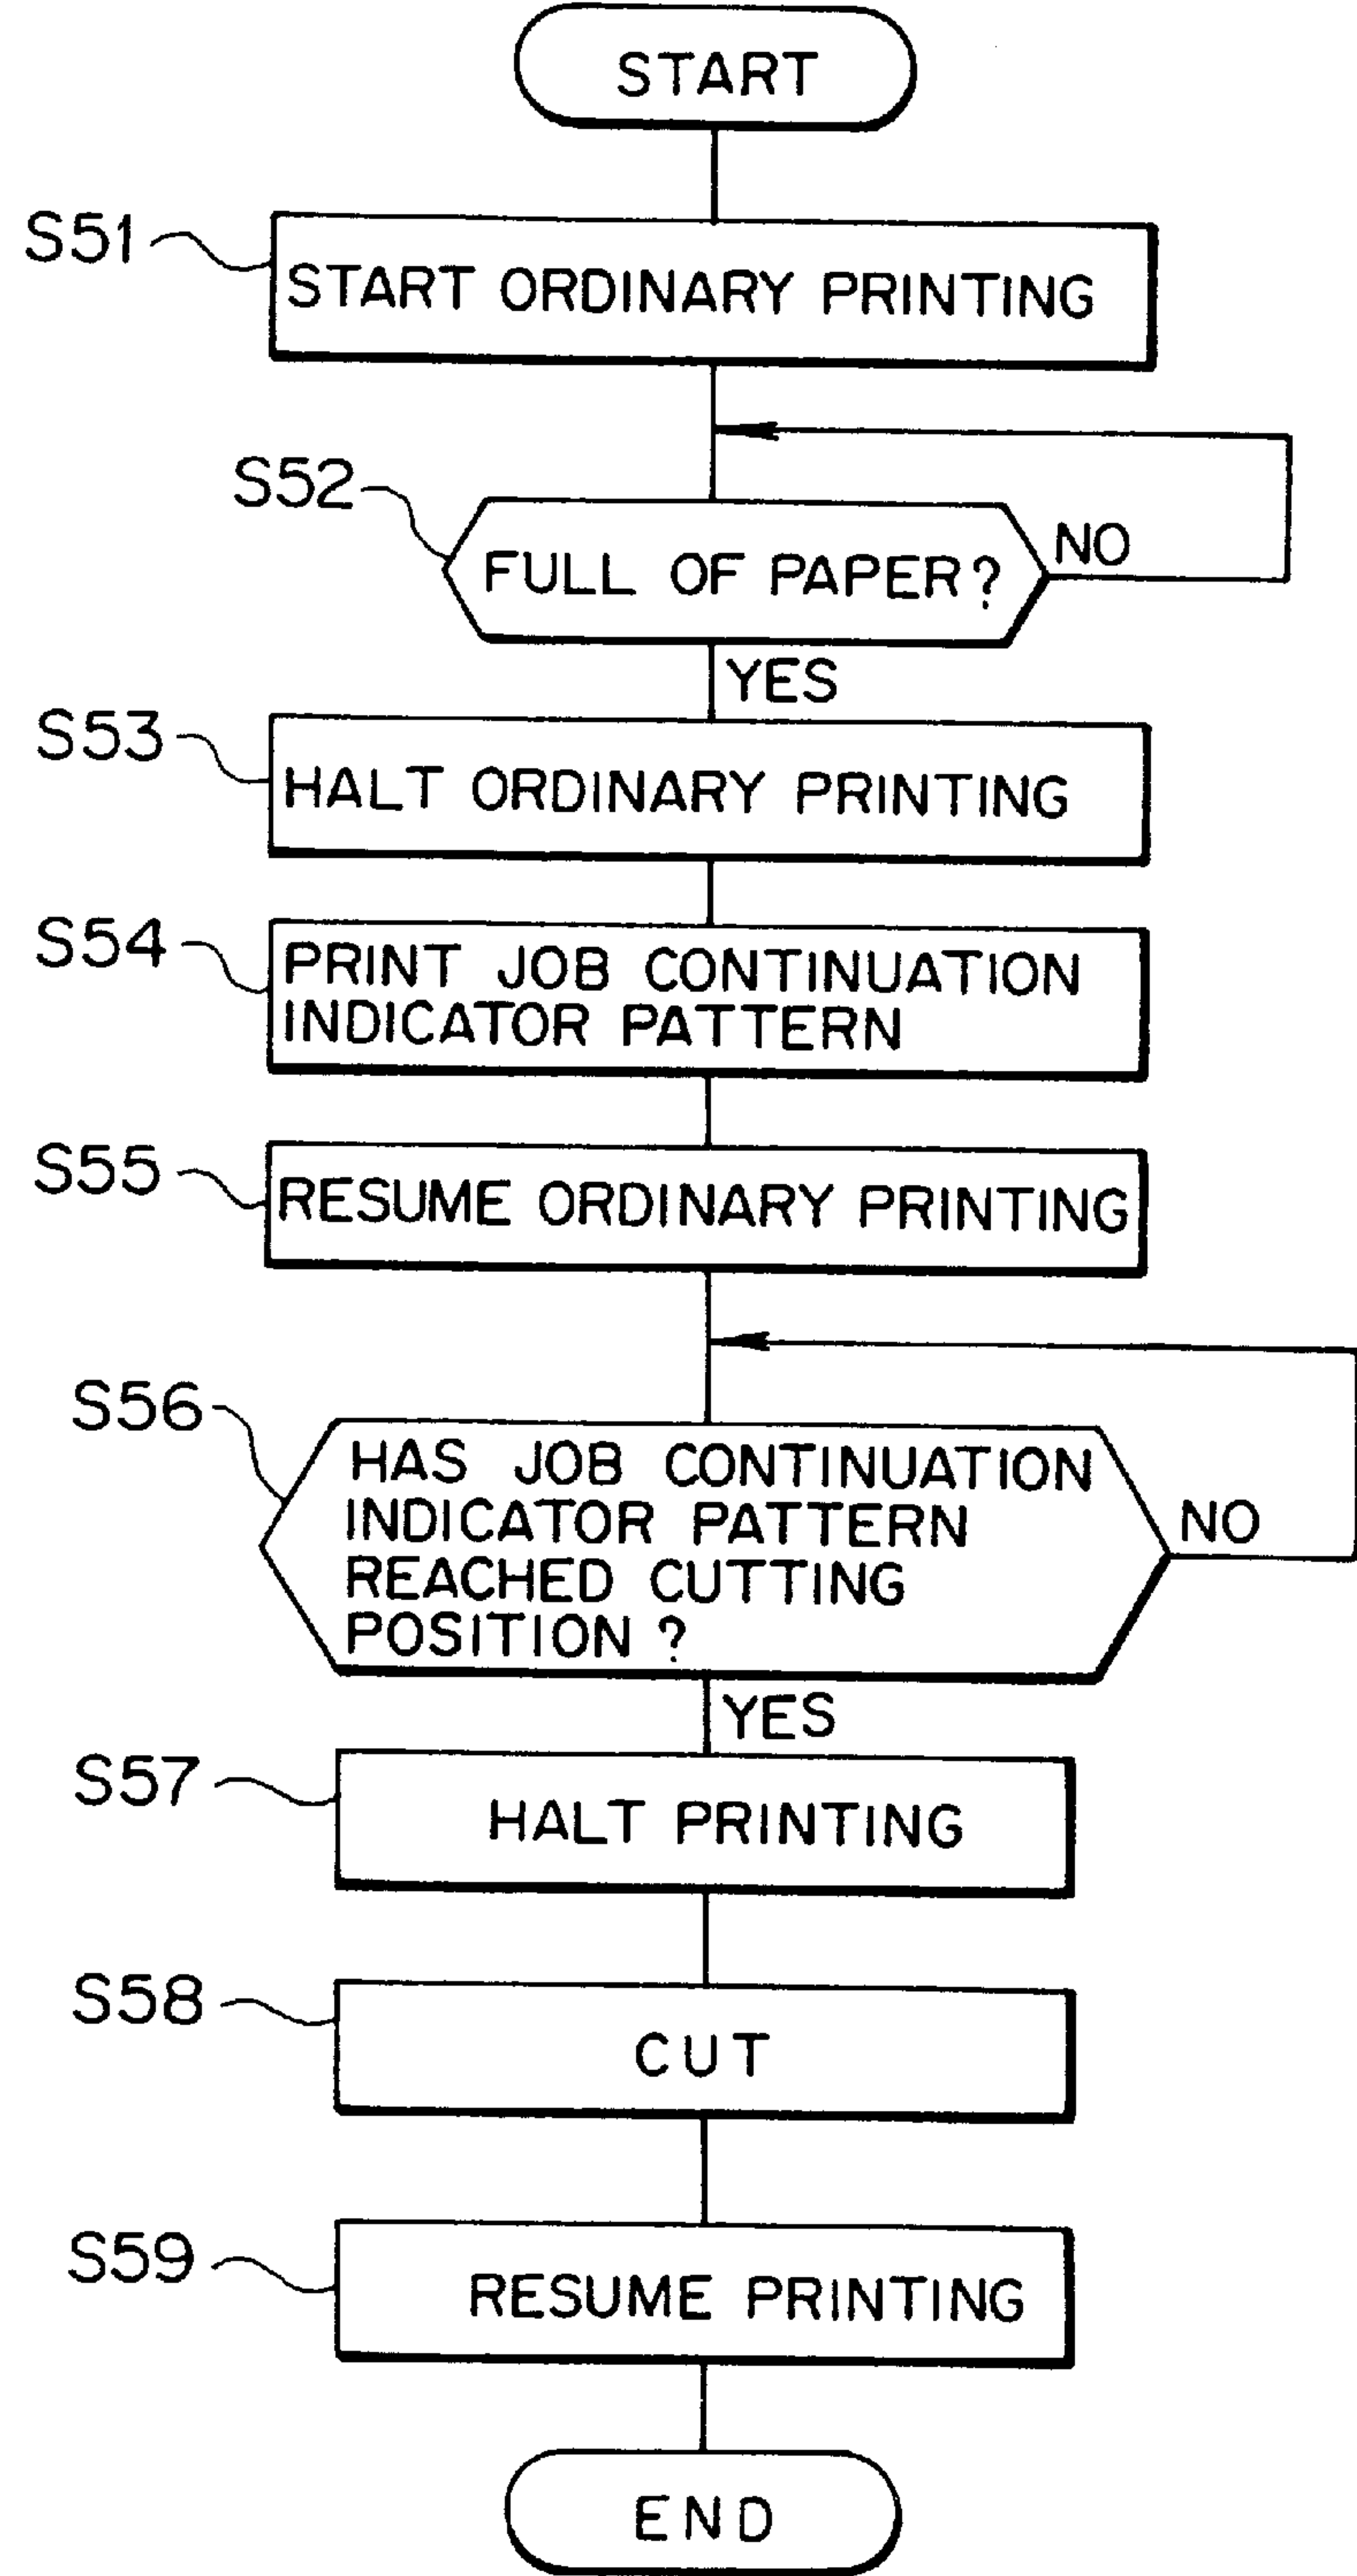 START
S51
START ORDINARY PRINTING
S52
FULL OF PAPER?
NO
YES
S53
HALT ORDINARY PRINTING
S54
PRINT JOB CONTINUATION
INDICATOR PATTERN
S55
RESUME ORDINARY PRINTING
S56
HAS JOB CONTINUATION
INDICATOR PATTERN
REACHED CUTTING
POSITION?
NO
YES
S57
HALT PRINTING
S58
CUT
S59
RESUME PRINTING
END